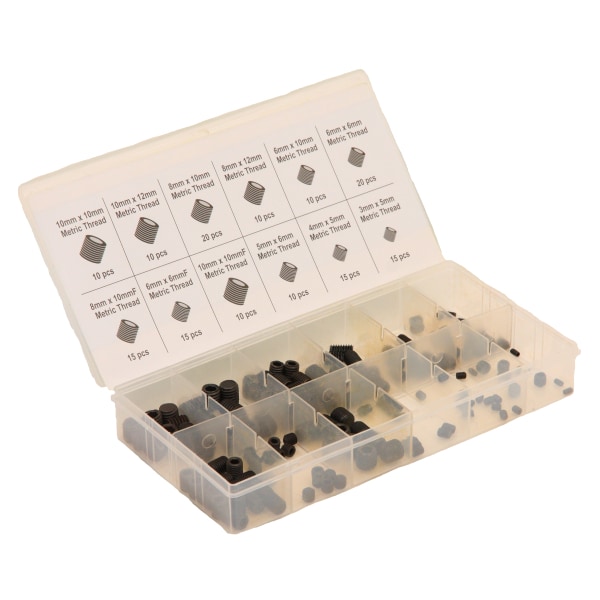 10mm x 10mm
Metric Thread
10 pcs
10mm x 12mm
Metric Thread
10 pcs
8mm x 10mm
Metric Thread
20 pcs
8mm x 12mm
Metric Thread
10 pcs
6mm x 10mm
Metric Thread
10 pcs
6mm x 6mm
Metric Thread
20 pcs
8mm x 10mmF
Metric Thread
15 pcs
6mm x 6mmF
Metric Thread
15 pcs
10mm x 10mmF
Metric Thread
10 pcs
5mm x 6mm
Metric Thread
10 pcs
4mm x 5mm
Metric Thread
15 pcs
3mm x 5mm
Metric Thread
15 pcs